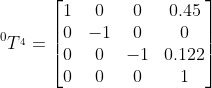 ⁰T⁴ = [1 0 0 0.45
0 −1 0 0
0 0 −1 0.122
0 0 0 1]